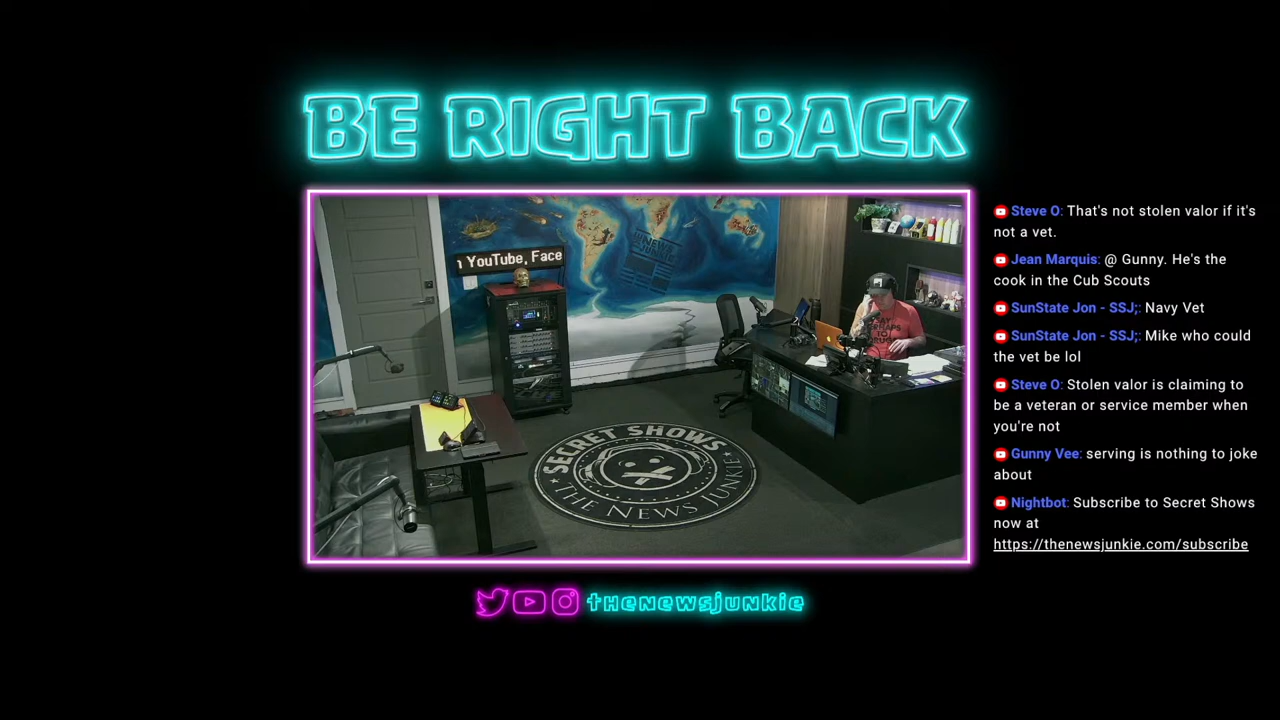 BE RIGHT BACK
YouTube, Face
THE NEWS
JUNKIE
SECRET SHOWS
THE NEWS JUNKIE
thenewsjunkie
Steve O: That's not stolen valor if it's
not a vet.
Jean Marquis: @ Gunny. He's the
cook in the Cub Scouts
SunState Jon - SSJ;: Navy Vet
SunState Jon - SSJ;: Mike who could
the vet be lol
Steve O: Stolen valor is claiming to
be a veteran or service member when
you're not
Gunny Vee: serving is nothing to joke
about
Nightbot: Subscribe to Secret Shows
now at
https://thenewsjunkie.com/subscribe